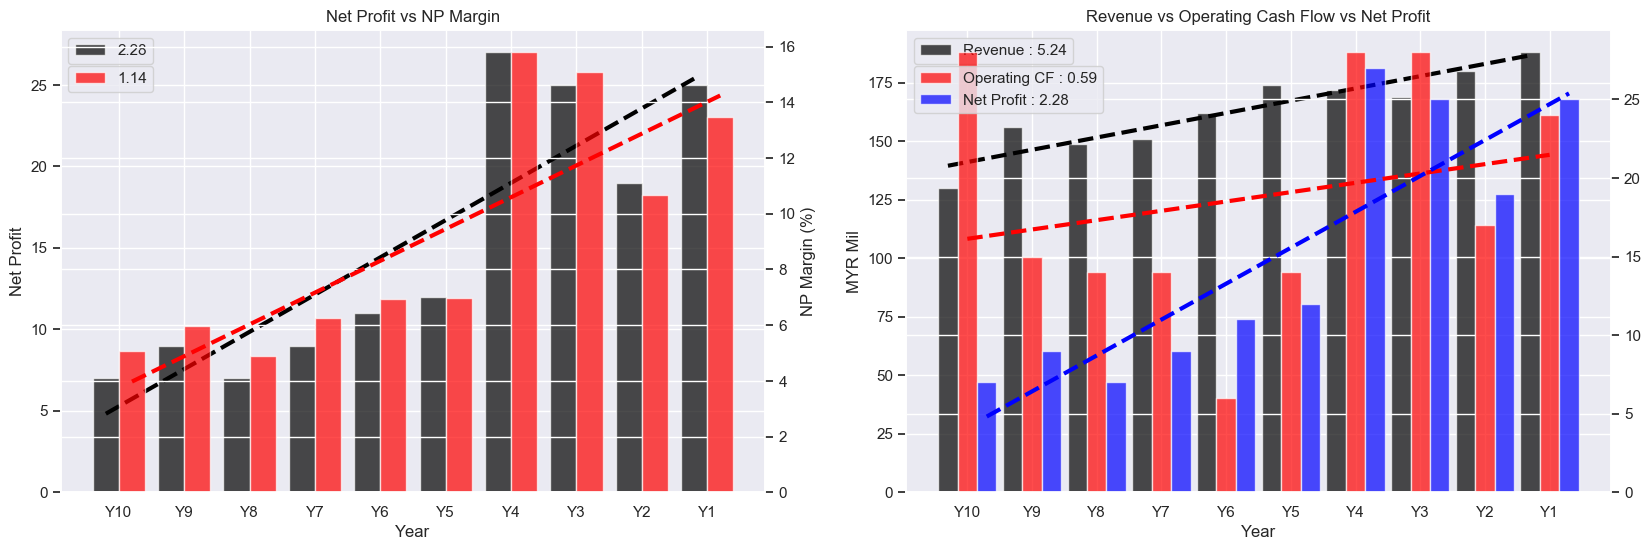 Net Profit vs NP Margin
2.28
1.14
Net Profit
25
20
15
10
5
0
16
14
12
10
8
6
4
2
0
NP Margin (%)
Y10 Y9 Y8 Y7 Y6 Y5 Y4 Y3 Y2 Y1
Year
Revenue vs Operating Cash Flow vs Net Profit
Revenue : 5.24
Operating CF : 0.59
Net Profit : 2.28
MYR Mil
175
150
125
100
75
50
25
0
25
20
15
10
5
0
Y10 Y9 Y8 Y7 Y6 Y5 Y4 Y3 Y2 Y1
Year